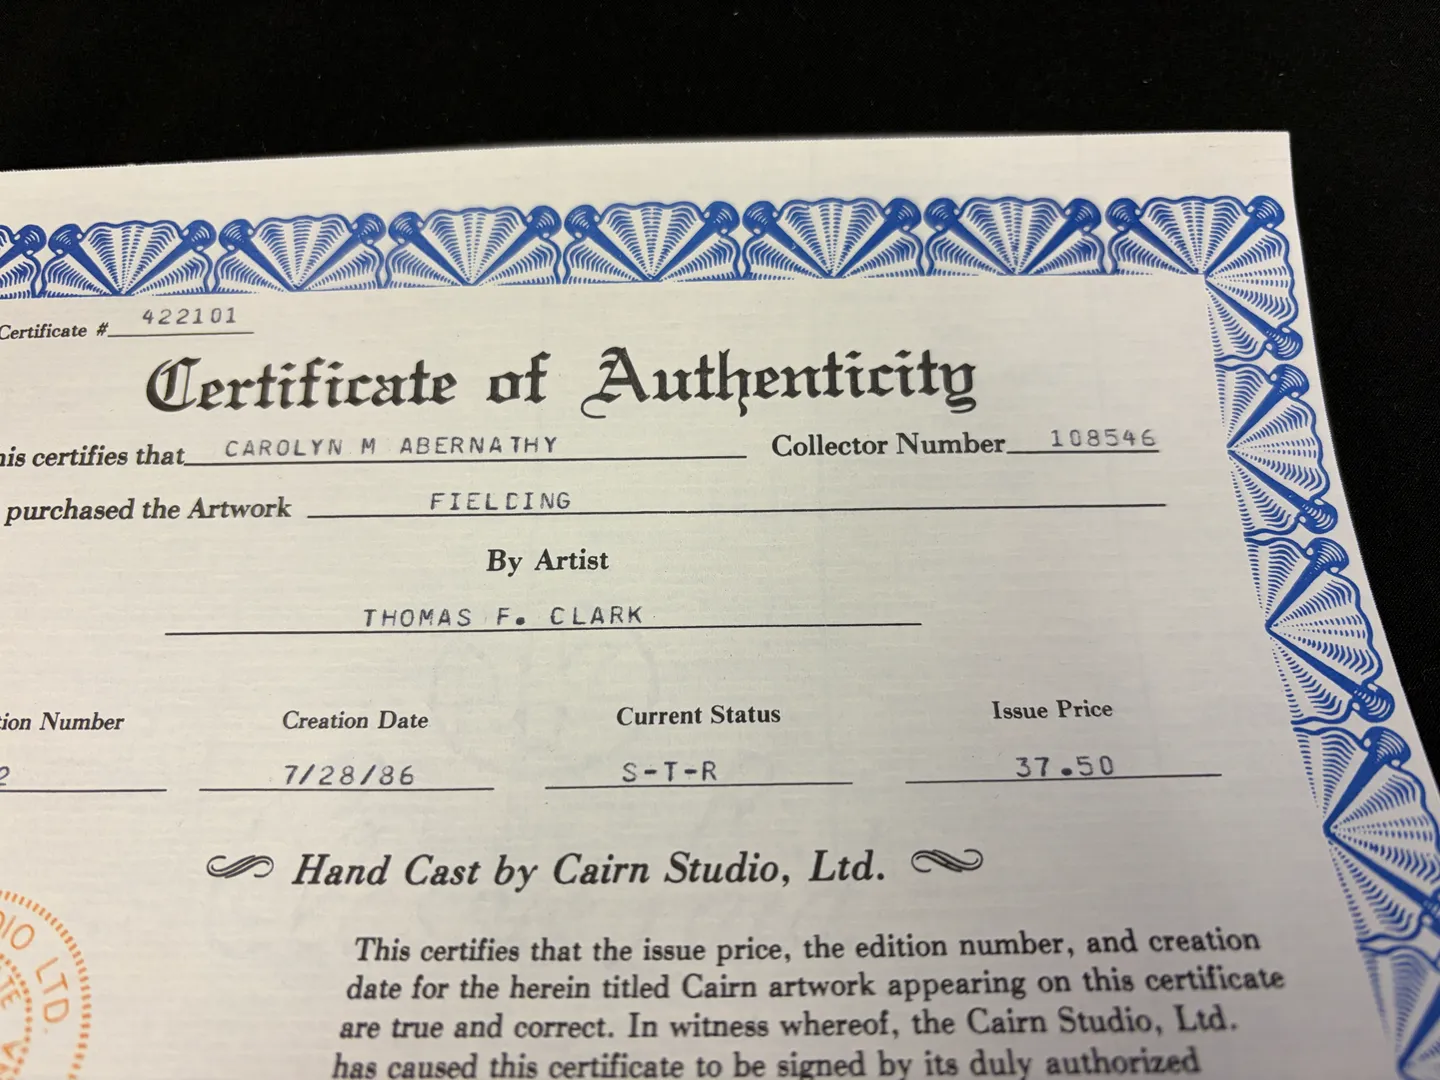 Certificate # 422101
Certificate of Authenticity
his certifies that CAROLYN M ABERNATHY Collector Number 108546
purchased the Artwork FIELDING
By Artist
THOMAS F. CLARK
ion Number Creation Date Current Status Issue Price
2 7/28/86 S-T-R 37.50
Hand Cast by Cairn Studio, Ltd.
This certifies that the issue price, the edition number, and creation
date for the herein titled Cairn artwork appearing on this certificate
are true and correct. In witness whereof, the Cairn Studio, Ltd.
has caused this certificate to be signed by its duly authorized
DIO LTD.